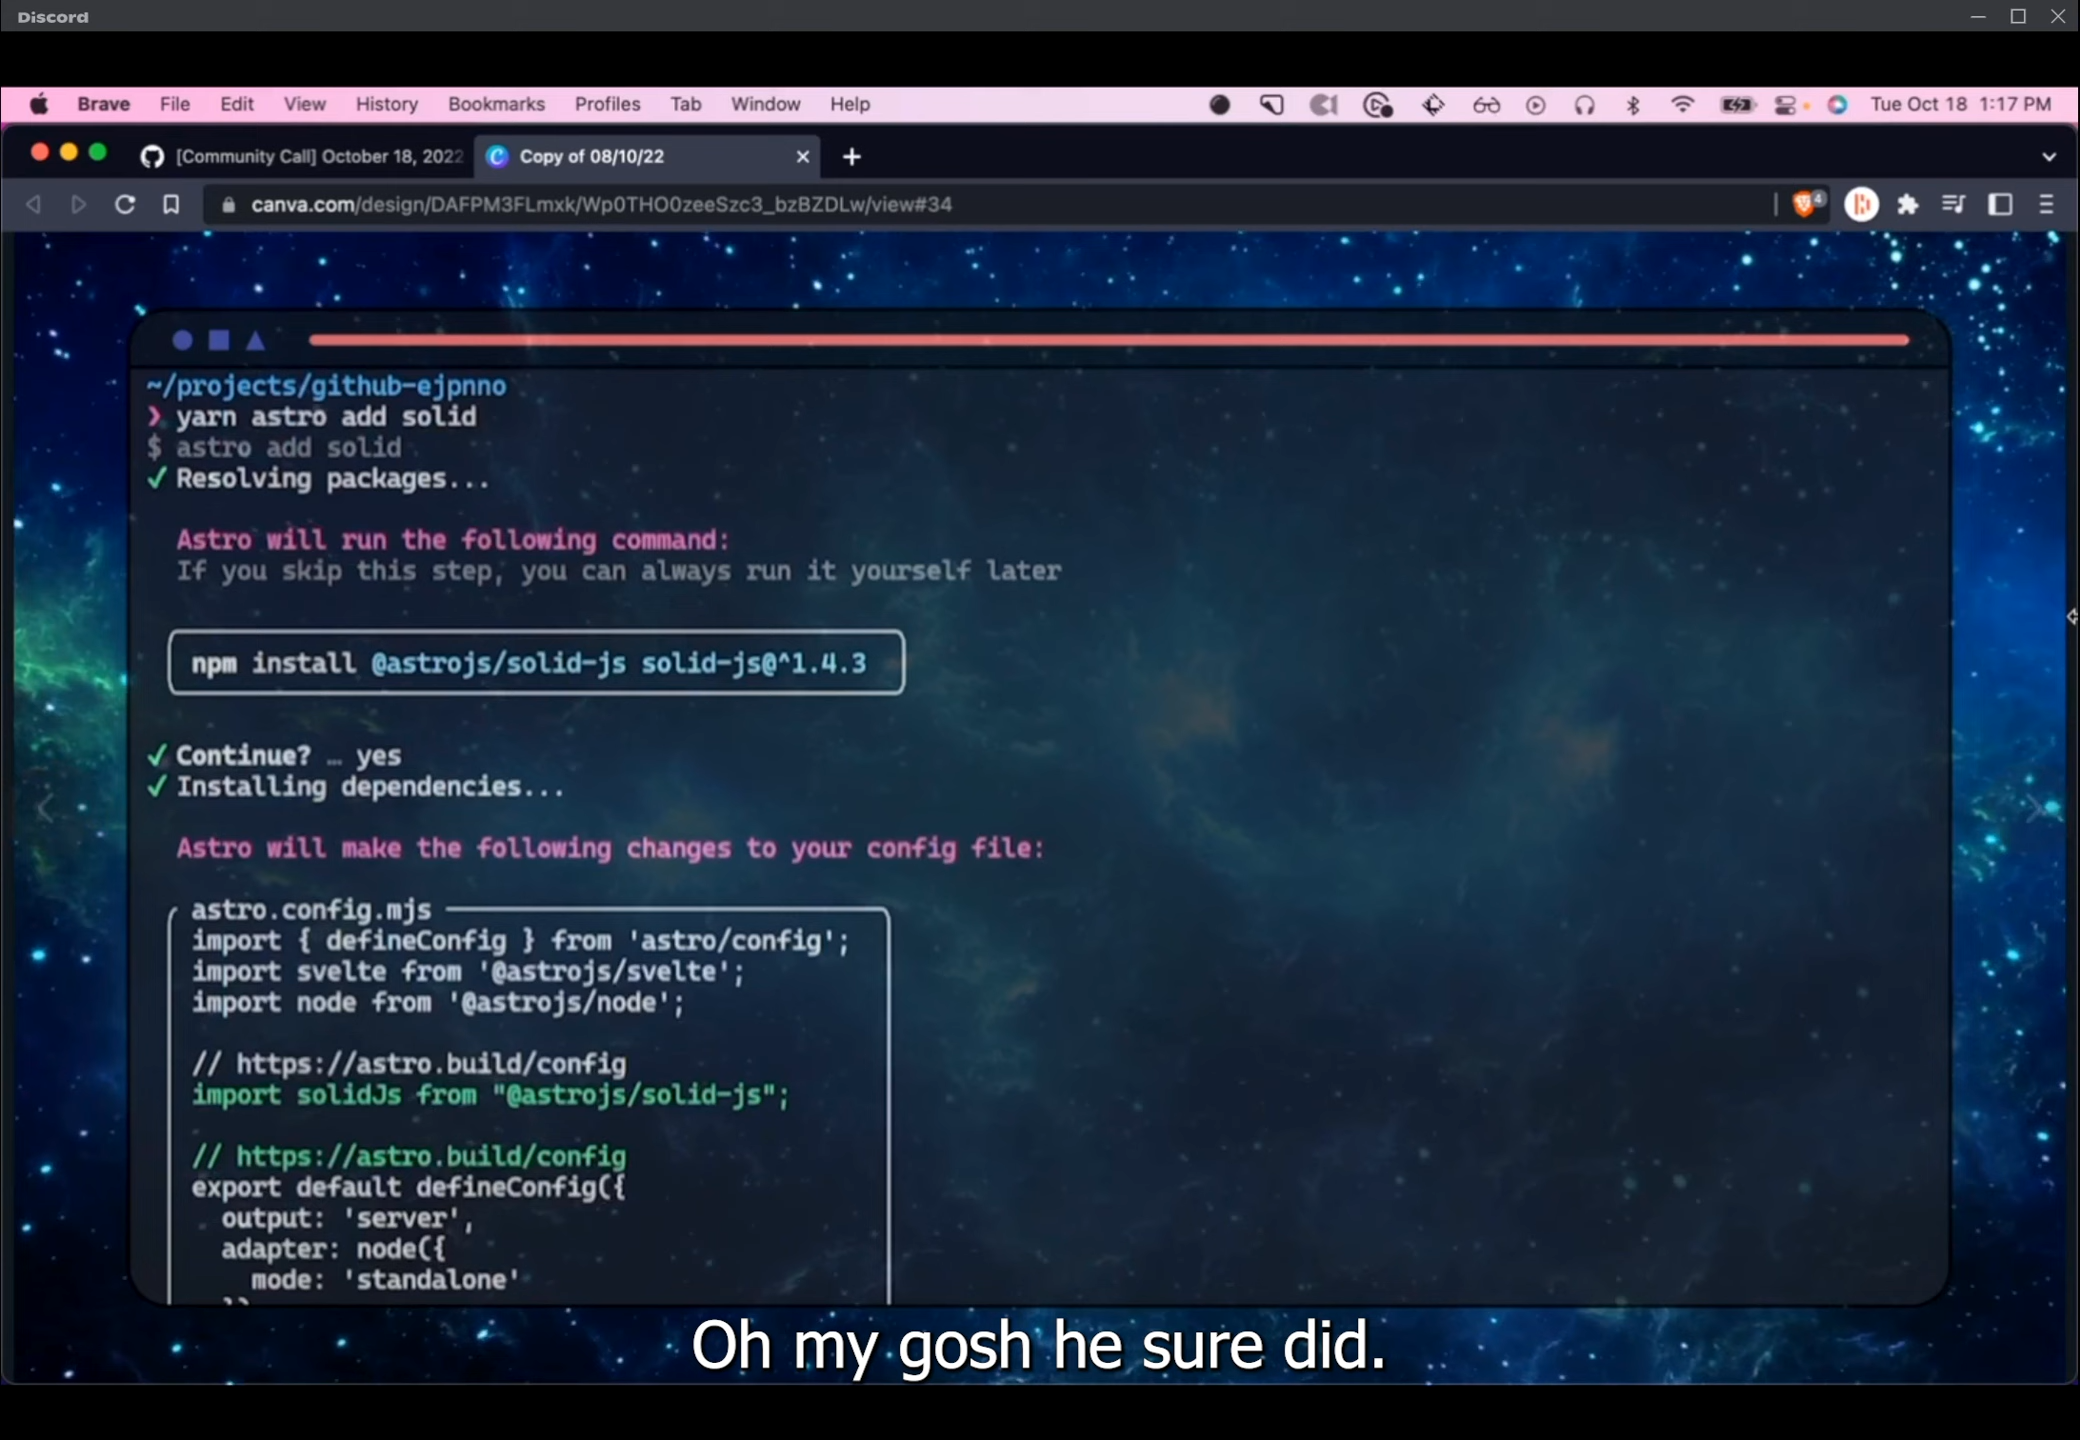 Discord
Brave File Edit View History Bookmarks Profiles Tab Window Help Tue Oct 18 1:17 PM
[Community Call] October 18, 2022 Copy of 08/10/22
canva.com/design/DAFPM3FLmxk/Wp0THO0zeeSzc3_bzBZDLw/view#34 4
~/projects/github-ejpnno
❯ yarn astro add solid
$ astro add solid
✓ Resolving packages...
Astro will run the following command:
If you skip this step, you can always run it yourself later
npm install @astrojs/solid-js solid-js@^1.4.3
✓ Continue? … yes
✓ Installing dependencies...
Astro will make the following changes to your config file:
astro.config.mjs
import { defineConfig } from 'astro/config';
import svelte from '@astrojs/svelte';
import node from '@astrojs/node';
// https://astro.build/config
import solidJs from "@astrojs/solid-js";
// https://astro.build/config
export default defineConfig({
output: 'server',
adapter: node({
mode: 'standalone'
Oh my gosh he sure did.